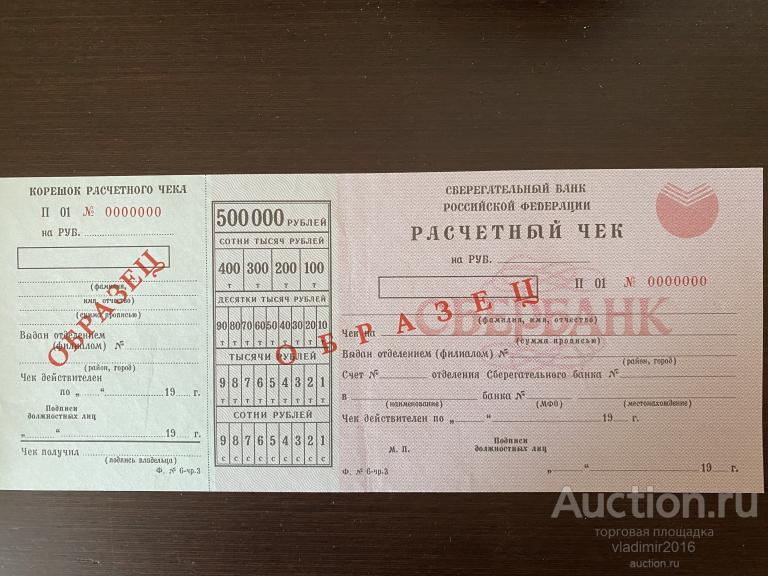 КОРЕШОК РАСЧЕТНОГО ЧЕКА
П 01 № 0000000
на РУБ.
(фамилия,
имя, отчество)
(сумма прописью)
Выдан отделением
(филиалом) №
(район, город)
Чек действителен
по „ “ 19 г.
Подписи
должностных лиц
„ “ 19 г.
Чек получил
(подпись владельца)
Ф. № 6-чр.3
ОБРАЗЕЦ
500 000 РУБЛЕЙ
СОТНИ ТЫСЯЧ РУБЛЕЙ
400 300 200 100
т т т т
ДЕСЯТКИ ТЫСЯЧ РУБЛЕЙ
90 80 70 60 50 40 30 20 10
т т т т т т т т т
ТЫСЯЧИ РУБЛЕЙ
9 8 7 6 5 4 3 2 1
т т т т т т т т т
СОТНИ РУБЛЕЙ
9 8 7 6 5 4 3 2 1
с с с с с с с с с
ОБРАЗЕЦ
СБЕРЕГАТЕЛЬНЫЙ БАНК
РОССИЙСКОЙ ФЕДЕРАЦИИ
РАСЧЕТНЫЙ ЧЕК
на РУБ.
П 01 № 0000000
СБЕРБАНК
Чек на
(фамилия, имя, отчество)
(сумма прописью)
Выдан отделением (филиалом) №
(район, город)
Счет № отделения Сберегательного банка №
в банка №
(наименование) (МФО) (местонахождение)
Чек действителен по „ “ 19 г.
М. П.
Подписи
должностных лиц
„ “ 19 г.
Ф. № 6-чр.3
Auction.ru
торговая площадка
vladimir2016
auction.ru